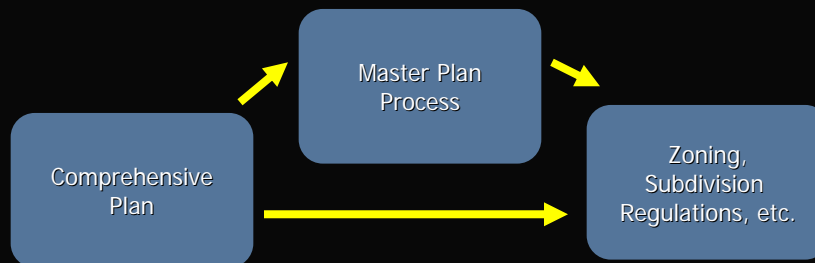 Master Plan
Process
Comprehensive
Plan
Zoning,
Subdivision
Regulations, etc.